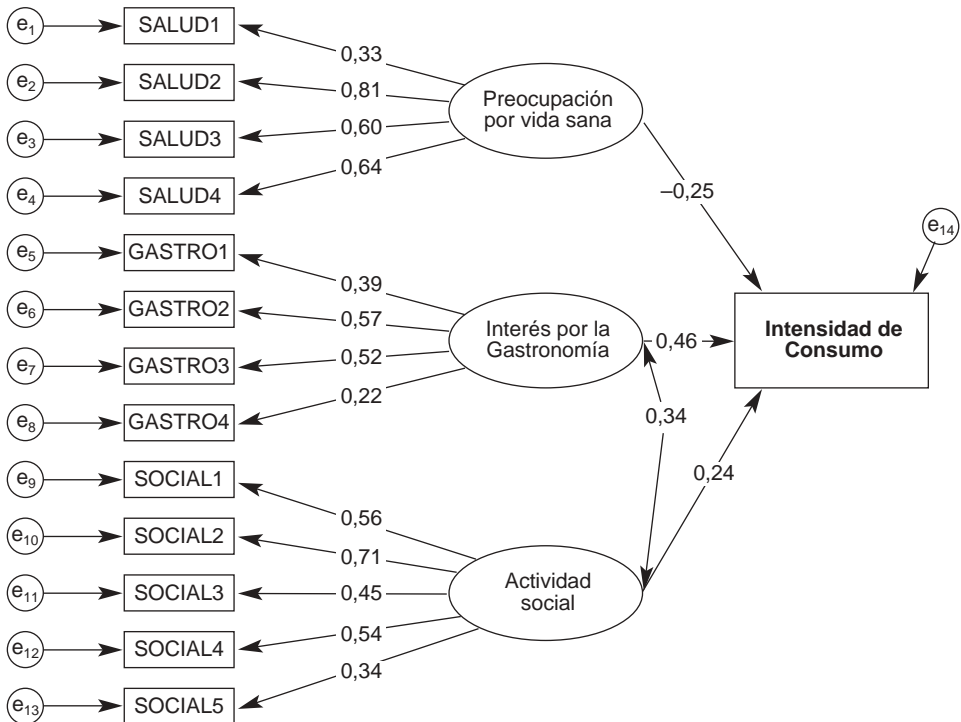 e1
SALUD1
0,33
e2
SALUD2
0,81
Preocupación
por vida sana
e3
SALUD3
0,60
e4
SALUD4
0,64
–0,25
e14
e5
GASTRO1
0,39
e6
GASTRO2
0,57
Interés por la
Gastronomía
0,46
Intensidad de
Consumo
e7
GASTRO3
0,52
e8
GASTRO4
0,22
0,34
e9
SOCIAL1
0,56
0,24
e10
SOCIAL2
0,71
e11
SOCIAL3
0,45
Actividad
social
e12
SOCIAL4
0,54
e13
SOCIAL5
0,34